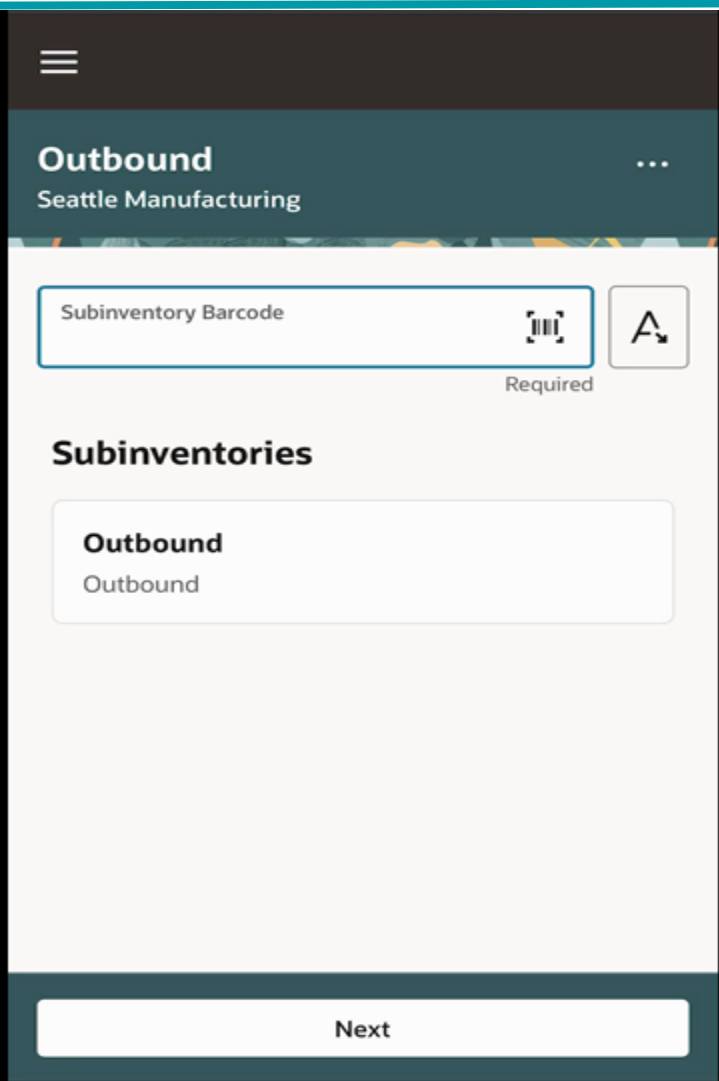 Outbound
...
Seattle Manufacturing
Subinventory Barcode
Required
Subinventories
Outbound
Outbound
Next